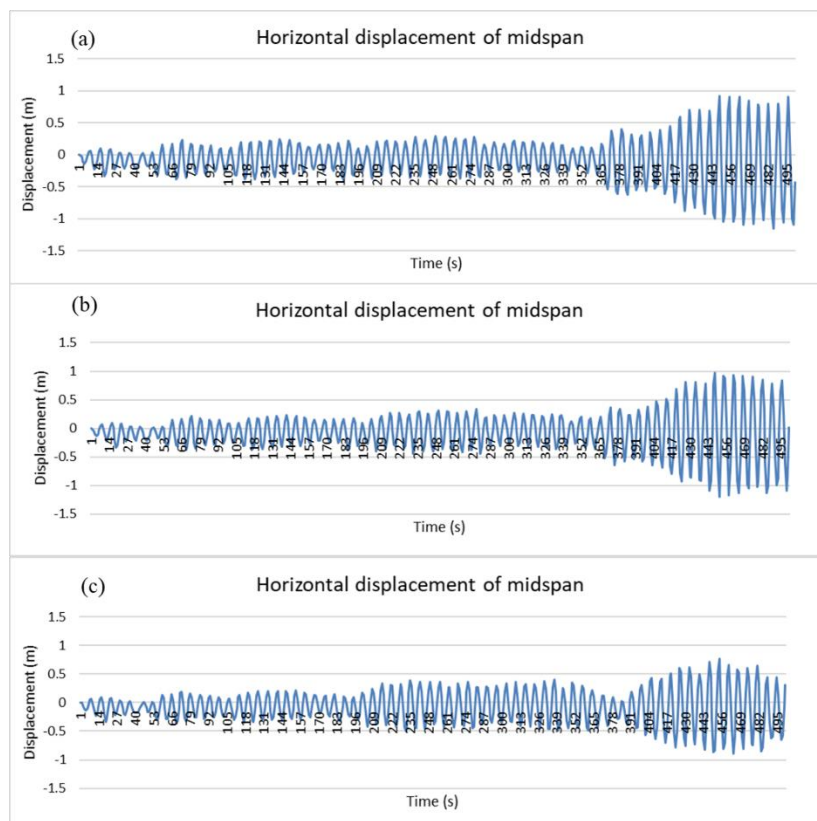 (a)
Horizontal displacement of midspan
1.5
1
0.5
0
-0.5
-1
-1.5
Displacement (m)
1 14 27 40 53 66 79 92 105 118 131 144 157 170 183 196 209 222 235 248 261 274 287 300 313 326 339 352 365 378 391 404 417 430 443 456 469 482 495
Time (s)
(b)
Horizontal displacement of midspan
1.5
1
0.5
0
-0.5
-1
-1.5
Displacement (m)
1 14 27 40 53 66 79 92 105 118 131 144 157 170 183 196 209 222 235 248 261 274 287 300 313 326 339 352 365 378 391 404 417 430 443 456 469 482 495
Time (s)
(c)
Horizontal displacement of midspan
1.5
1
0.5
0
-0.5
-1
-1.5
Displacement (m)
1 14 27 40 53 66 79 92 105 118 131 144 157 170 183 196 209 222 235 248 261 274 287 300 313 326 339 352 365 378 391 404 417 430 443 456 469 482 495
Time (s)